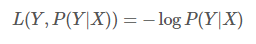 L(Y, P(Y|X)) = − log P(Y|X)